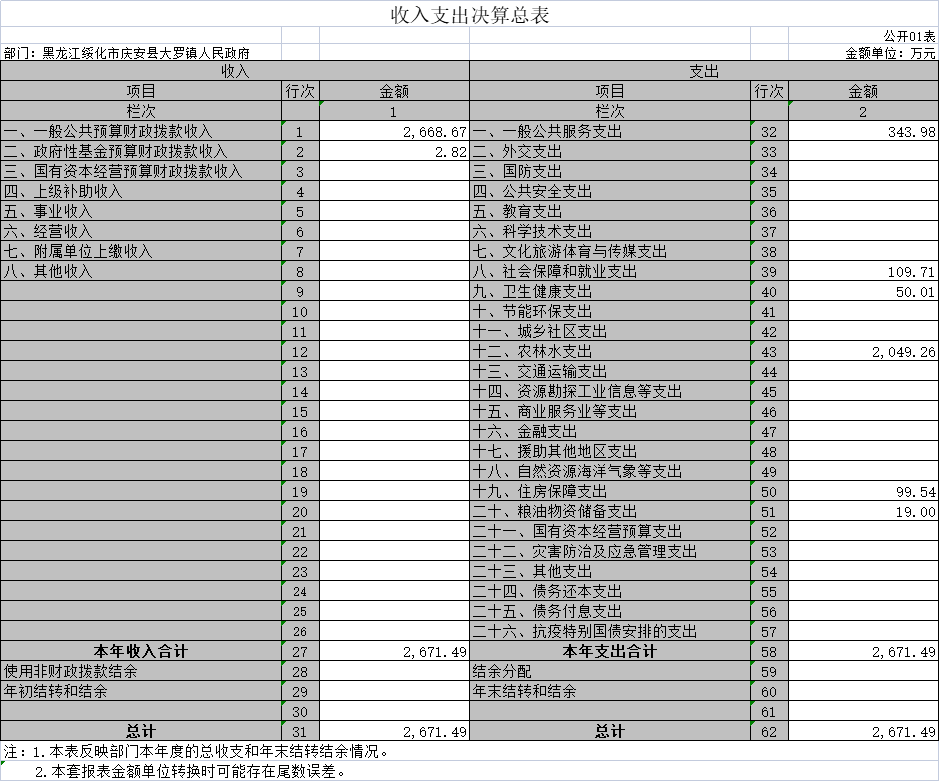 收入支出决算总表
公开01表
部门：黑龙江绥化市庆安县大罗镇人民政府 金额单位：万元
收入 支出
项目 行次 金额 项目 行次 金额
栏次 1 栏次 2
一、一般公共预算财政拨款收入 1 2,668.67 一、一般公共服务支出 32 343.98
二、政府性基金预算财政拨款收入 2 2.82 二、外交支出 33
三、国有资本经营预算财政拨款收入 3 三、国防支出 34
四、上级补助收入 4 四、公共安全支出 35
五、事业收入 5 五、教育支出 36
六、经营收入 6 六、科学技术支出 37
七、附属单位上缴收入 7 七、文化旅游体育与传媒支出 38
八、其他收入 8 八、社会保障和就业支出 39 109.71
9 九、卫生健康支出 40 50.01
10 十、节能环保支出 41
11 十一、城乡社区支出 42
12 十二、农林水支出 43 2,049.26
13 十三、交通运输支出 44
14 十四、资源勘探工业信息等支出 45
15 十五、商业服务业等支出 46
16 十六、金融支出 47
17 十七、援助其他地区支出 48
18 十八、自然资源海洋气象等支出 49
19 十九、住房保障支出 50 99.54
20 二十、粮油物资储备支出 51 19.00
21 二十一、国有资本经营预算支出 52
22 二十二、灾害防治及应急管理支出 53
23 二十三、其他支出 54
24 二十四、债务还本支出 55
25 二十五、债务付息支出 56
26 二十六、抗疫特别国债安排的支出 57
本年收入合计 27 2,671.49 本年支出合计 58 2,671.49
使用非财政拨款结余 28 结余分配 59
年初结转和结余 29 年末结转和结余 60
30 61
总计 31 2,671.49 总计 62 2,671.49
注：1.本表反映部门本年度的总收支和年末结转结余情况。
2.本套报表金额单位转换时可能存在尾数误差。